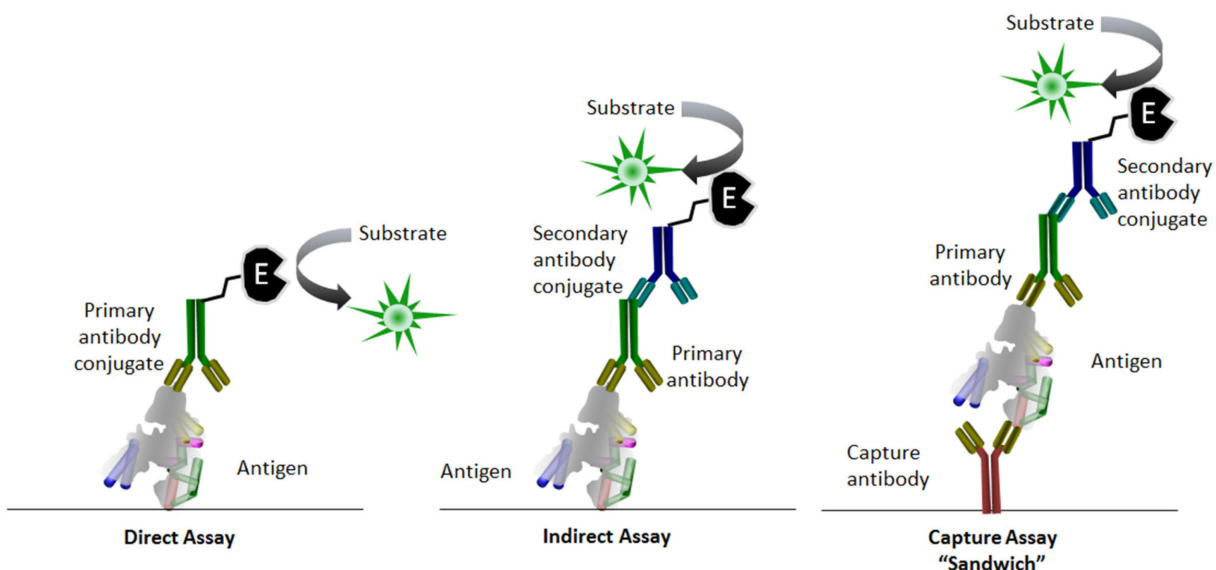 Substrate
E
Primary
antibody
conjugate
Antigen
Direct Assay
Substrate
E
Secondary
antibody
conjugate
Primary
antibody
Antigen
Indirect Assay
Substrate
E
Secondary
antibody
conjugate
Primary
antibody
Antigen
Capture
antibody
Capture Assay
“Sandwich”